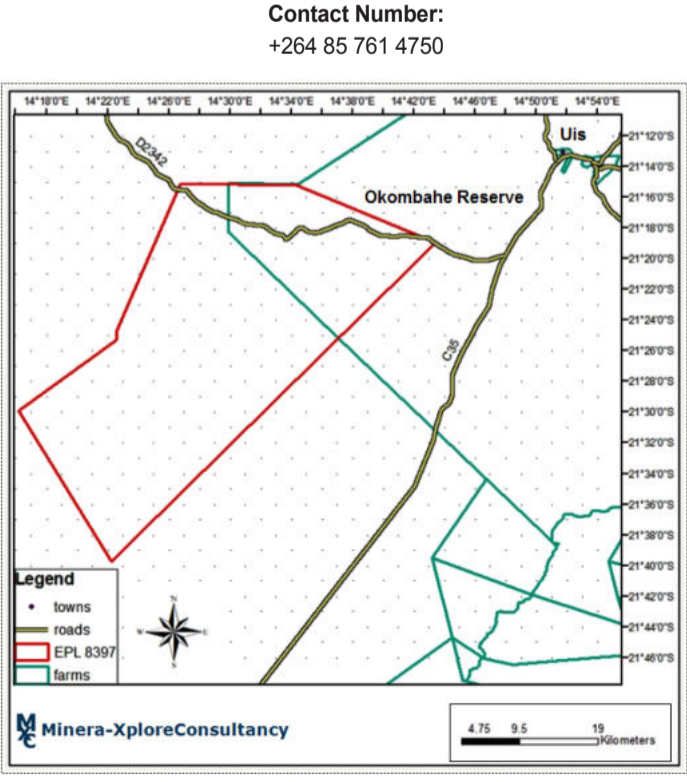 Contact Number:
+264 85 761 4750
14°18'0"E 14°22'0"E 14°26'0"E 14°30'0"E 14°34'0"E 14°38'0"E 14°42'0"E 14°46'0"E 14°50'0"E 14°54'0"E
Uis
21°12'0"S
D2342
21°14'0"S
Okombahe Reserve
21°16'0"S
21°18'0"S
21°20'0"S
21°22'0"S
21°24'0"S
C35
21°26'0"S
21°28'0"S
21°30'0"S
21°32'0"S
21°34'0"S
21°36'0"S
21°38'0"S
21°40'0"S
21°42'0"S
21°44'0"S
21°46'0"S
Legend
towns
roads
EPL 8397
farms
N
W E
S
Minera-XploreConsultancy
4.75 9.5 19
Kilometers